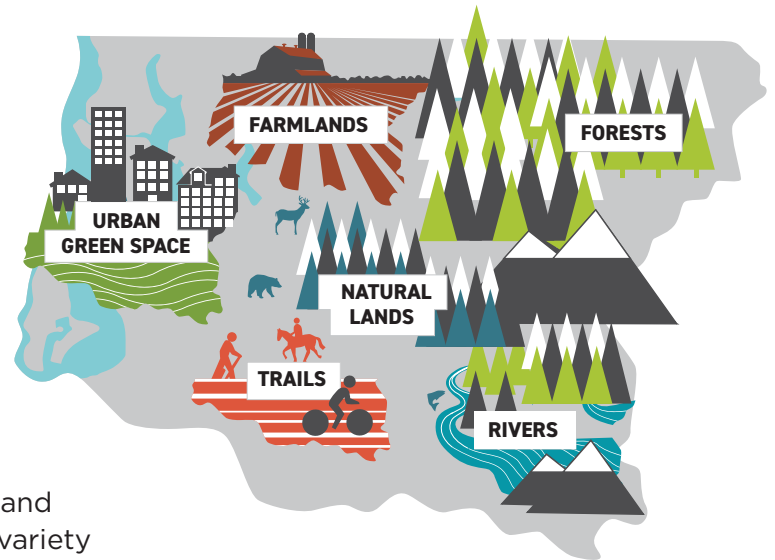 FARMLANDS
FORESTS
URBAN
GREEN SPACE
NATURAL
LANDS
TRAILS
RIVERS
and
variety